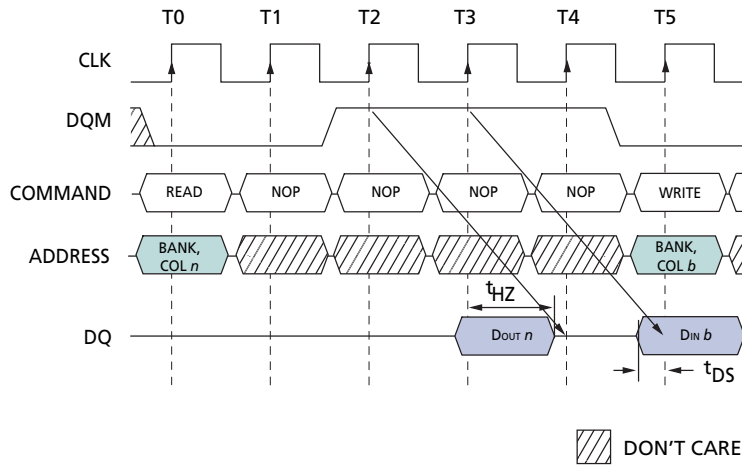 T0 T1 T2 T3 T4 T5
CLK
DQM
COMMAND READ NOP NOP NOP NOP WRITE
ADDRESS BANK, COL n BANK, COL b
tHZ
DQ DOUT n DIN b
tDS
DON'T CARE